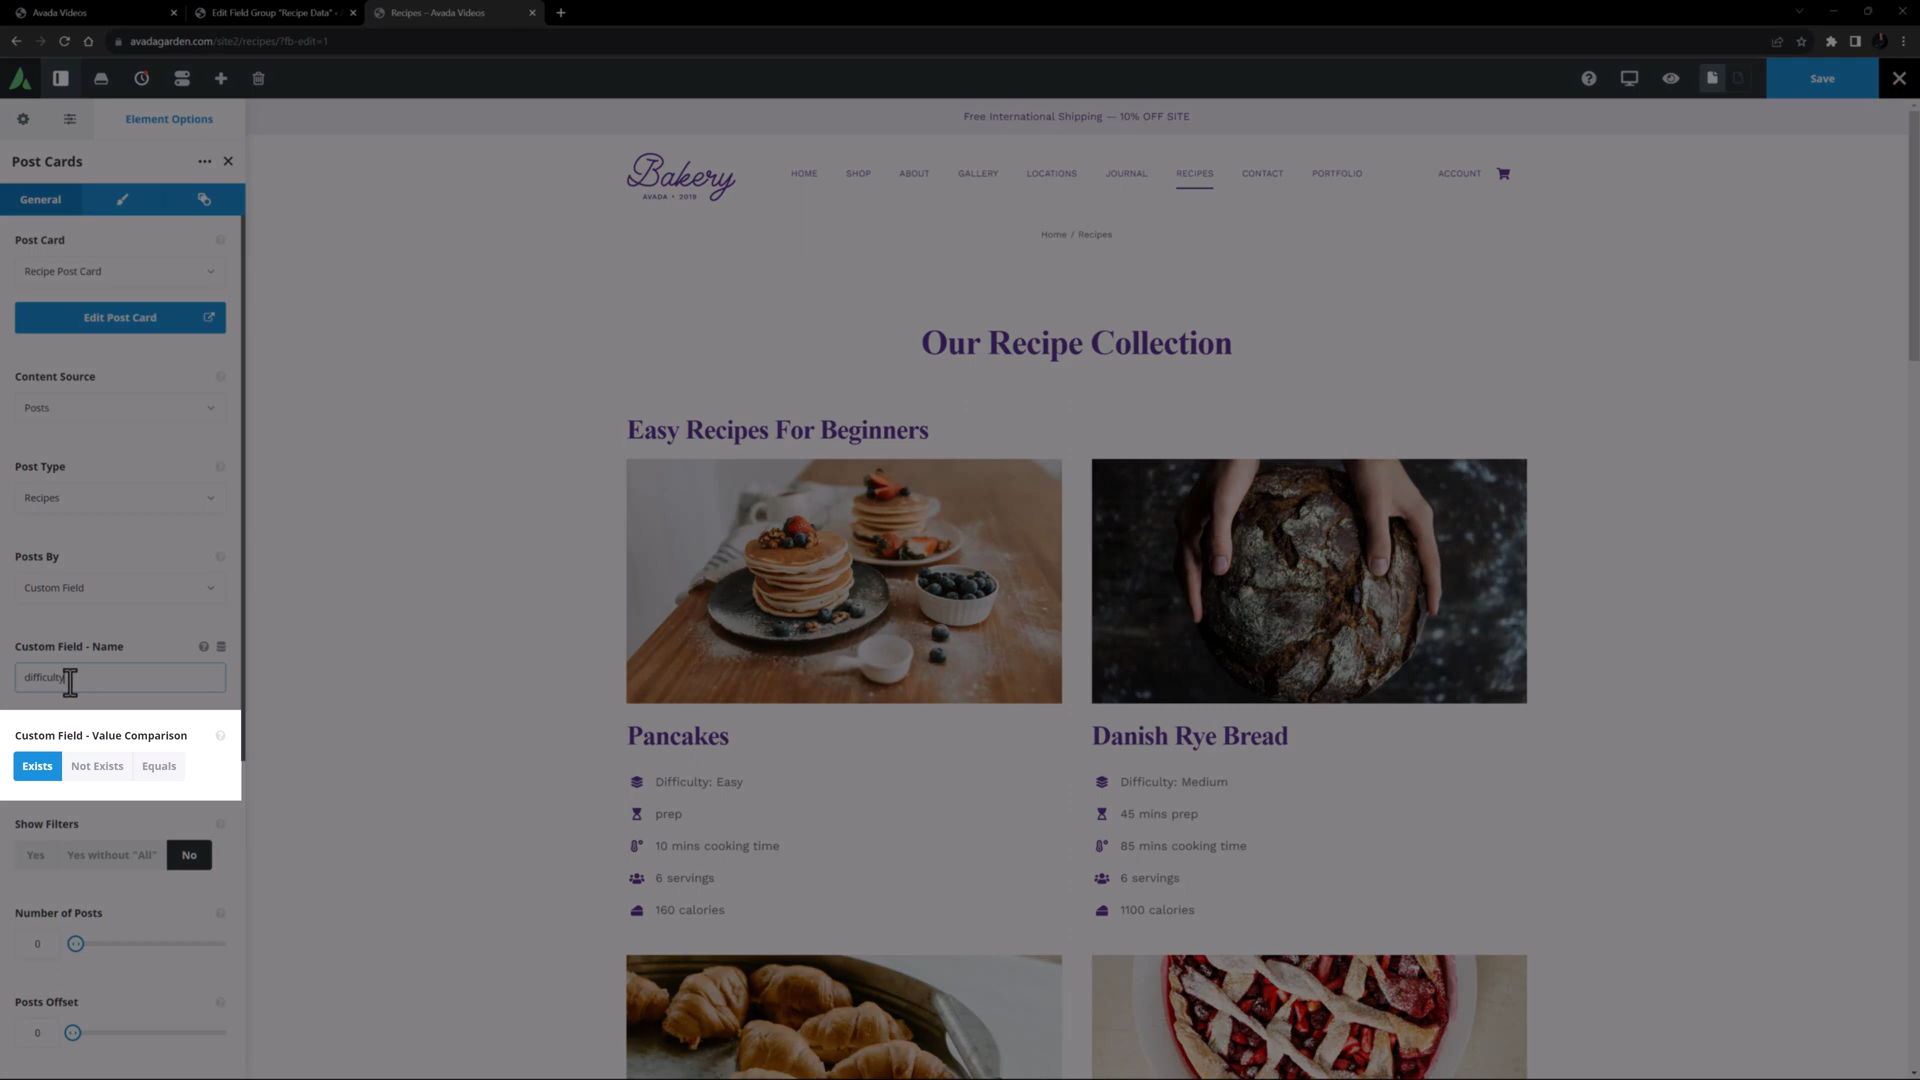 Avada Videos
Edit Field Group "Recipe Data" ‹
Recipes – Avada Videos
avadagarden.com/site2/recipes/?fb-edit=1
Save
Element Options
Post Cards
General
Post Card
Recipe Post Card
Edit Post Card
Content Source
Posts
Post Type
Recipes
Posts By
Custom Field
Custom Field - Name
difficulty
Custom Field - Value Comparison
Exists Not Exists Equals
Show Filters
Yes Yes without "All" No
Number of Posts
0
Posts Offset
0
Free International Shipping — 10% OFF SITE
Bakery
AVADA • 2019
HOME SHOP ABOUT GALLERY LOCATIONS JOURNAL RECIPES CONTACT PORTFOLIO ACCOUNT
Home / Recipes
Our Recipe Collection
Easy Recipes For Beginners
Pancakes
Difficulty: Easy
prep
10 mins cooking time
6 servings
160 calories
Danish Rye Bread
Difficulty: Medium
45 mins prep
85 mins cooking time
6 servings
1100 calories